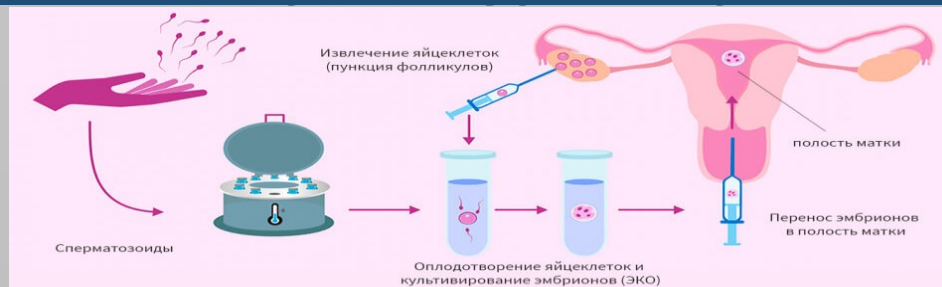 Извлечение яйцеклеток
(пункция фолликулов)
полость матки
Сперматозоиды
Перенос эмбрионов
в полость матки
Оплодотворение яйцеклеток и
культивирование эмбрионов (ЭКО)